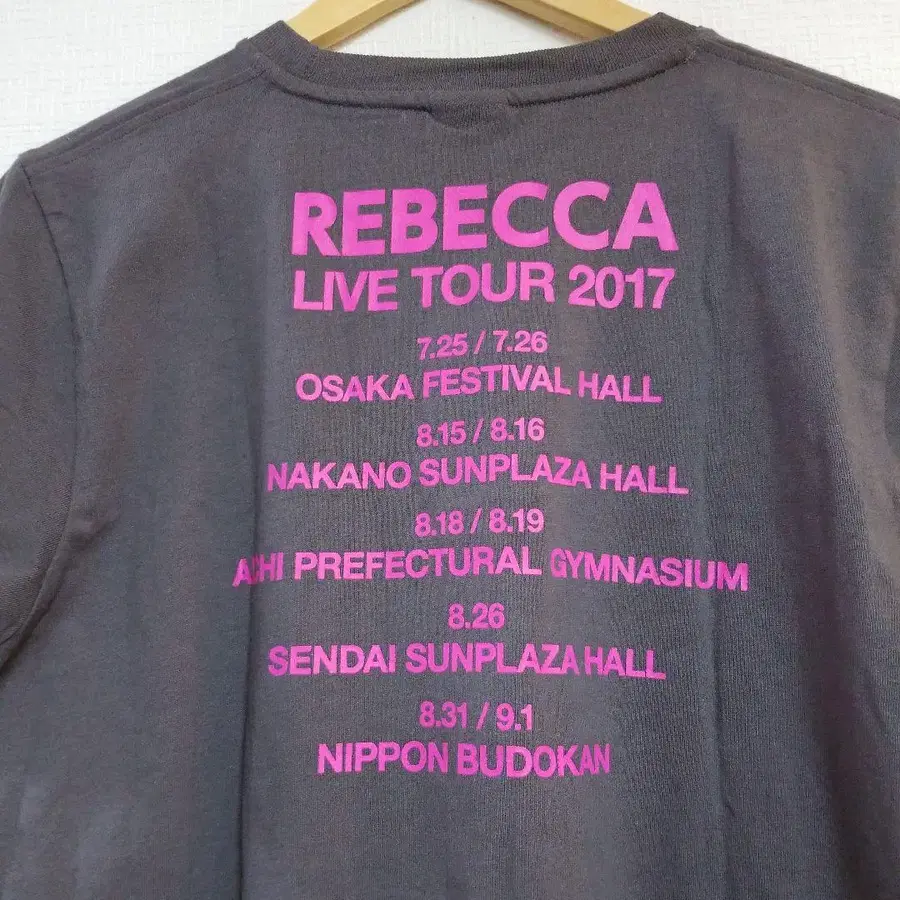 REBECCA
LIVE TOUR 2017
7.25 / 7.26
OSAKA FESTIVAL HALL
8.15 / 8.16
NAKANO SUNPLAZA HALL
8.18 / 8.19
AICHI PREFECTURAL GYMNASIUM
8.26
SENDAI SUNPLAZA HALL
8.31 / 9.1
NIPPON BUDOKAN